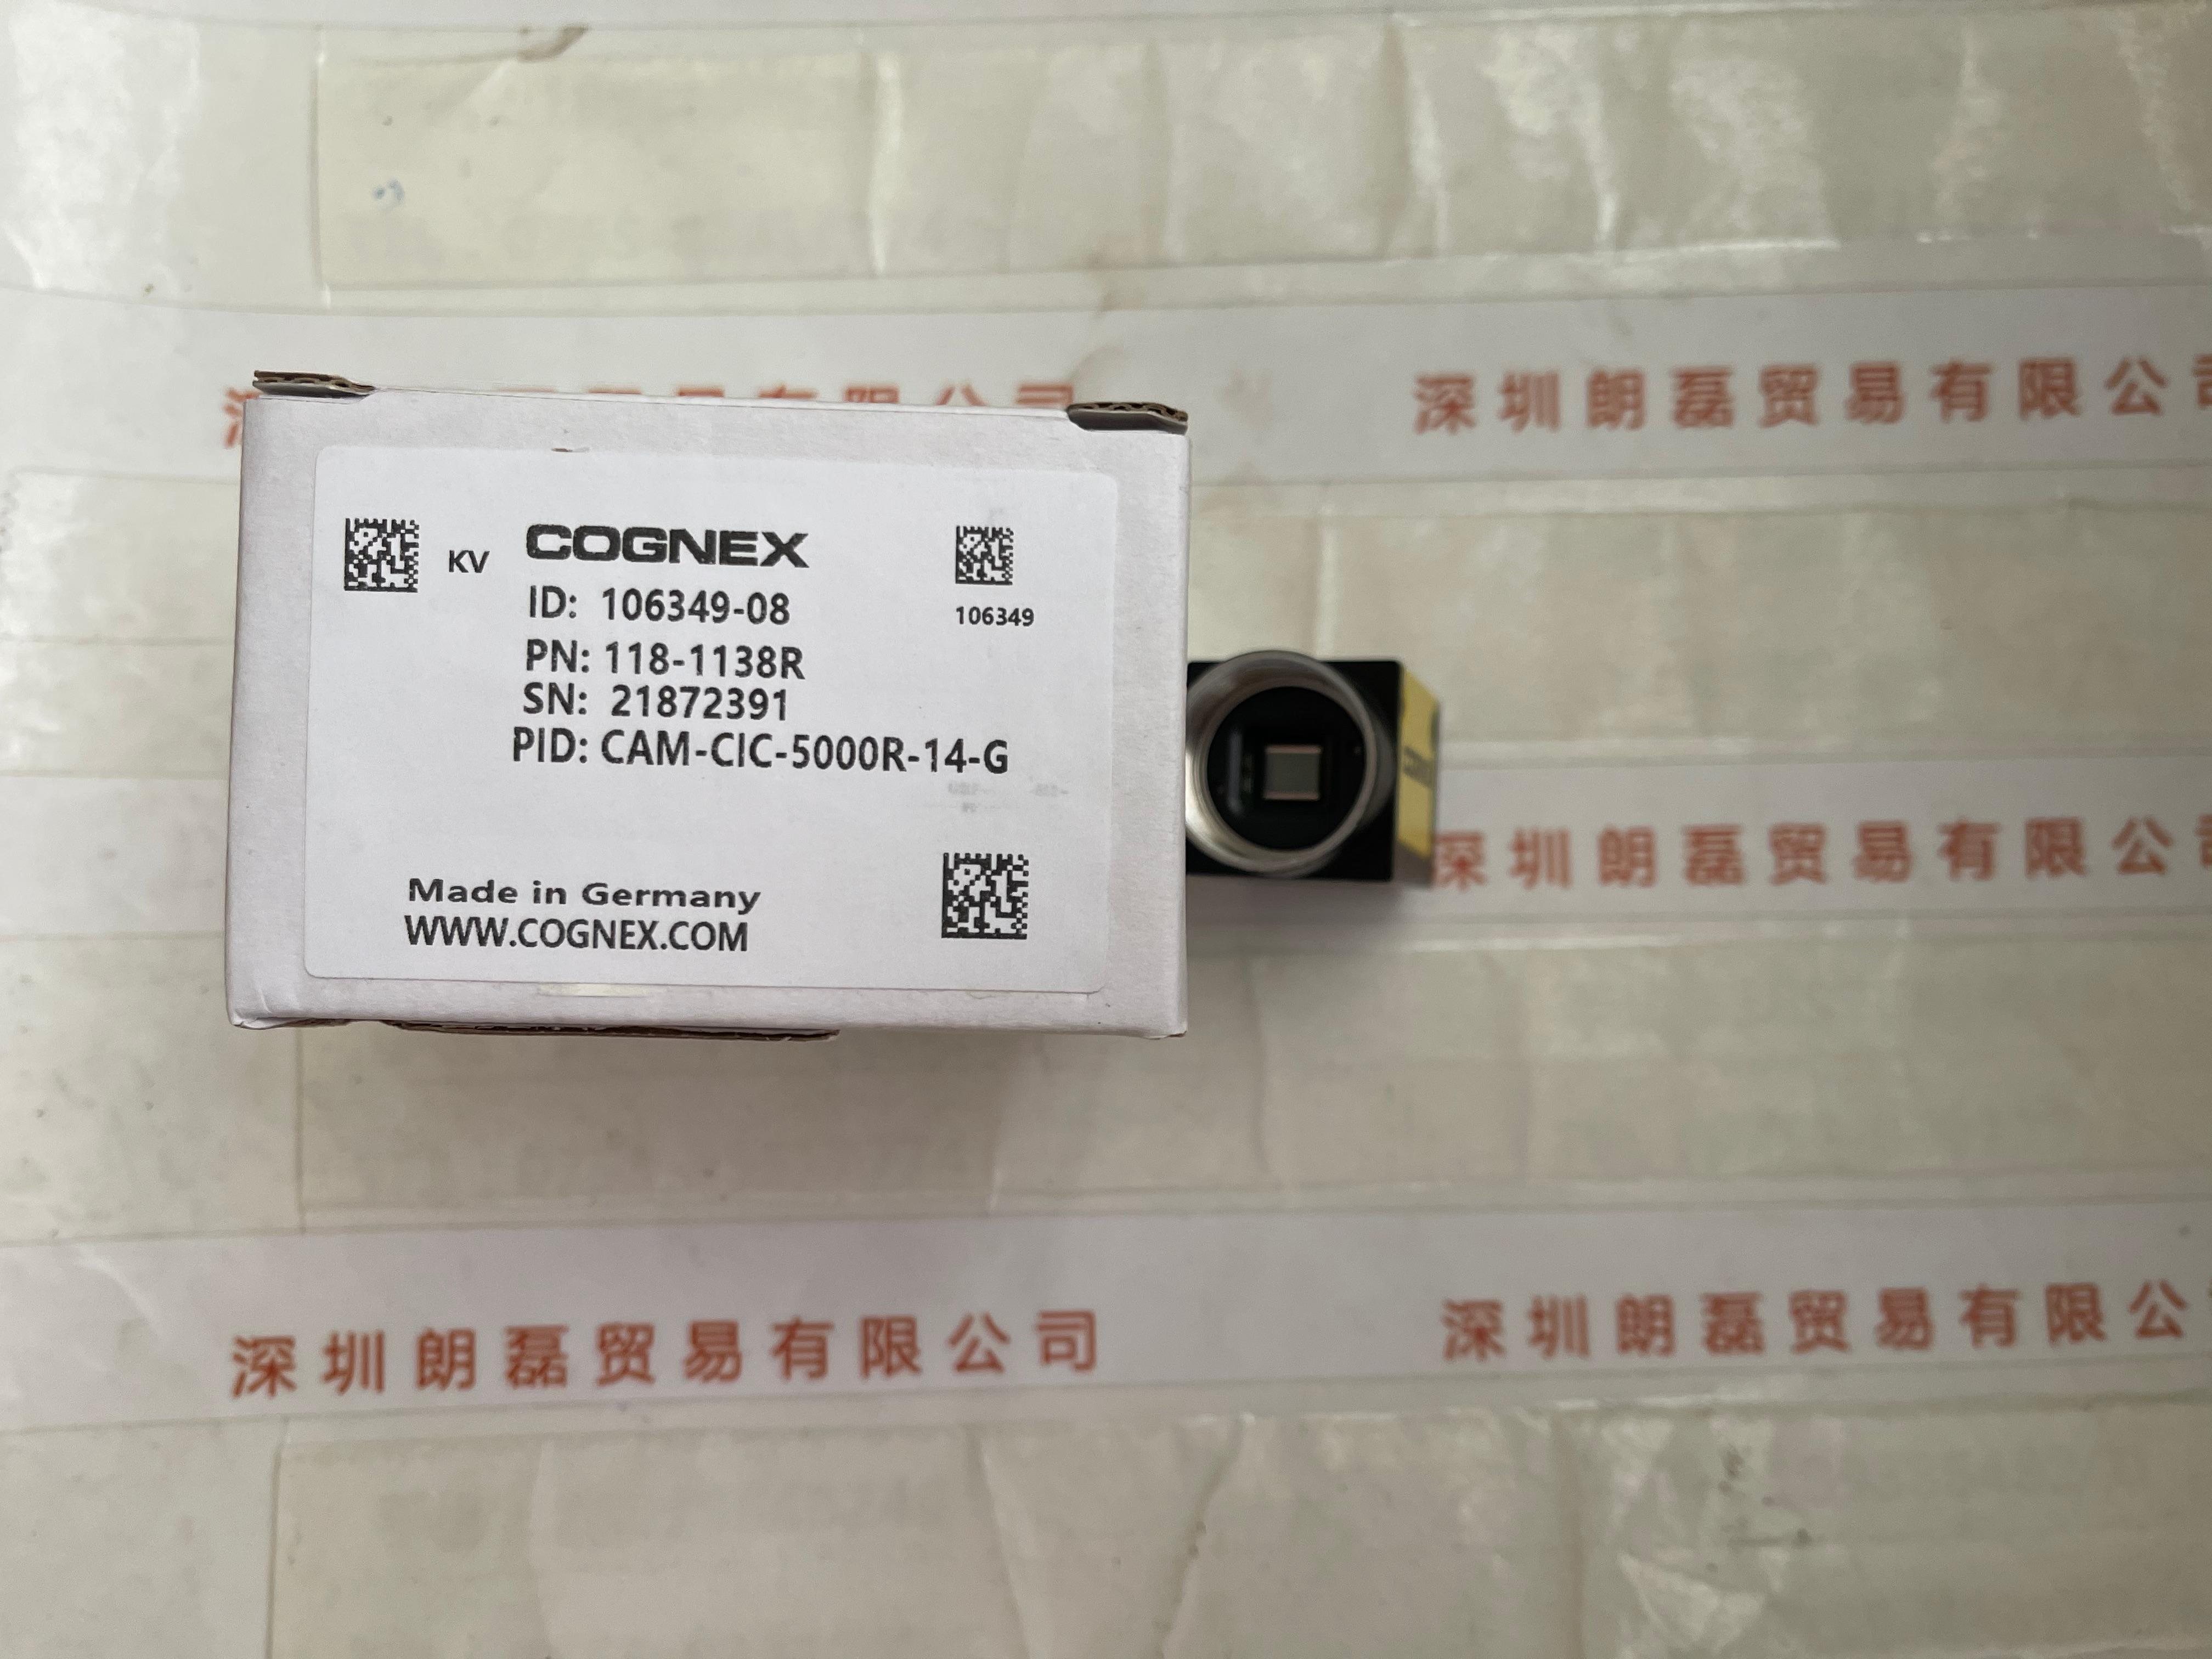 深圳朗磊贸易有限公
KV
COGNEX
ID: 106349-08
106349
PN: 118-1138R
SN: 21872391
PID: CAM-CIC-5000R-14-G
Made in Germany
WWW.COGNEX.COM
深圳朗磊贸易有限公
深圳朗磊贸易有限公司
深圳朗磊贸易有限公